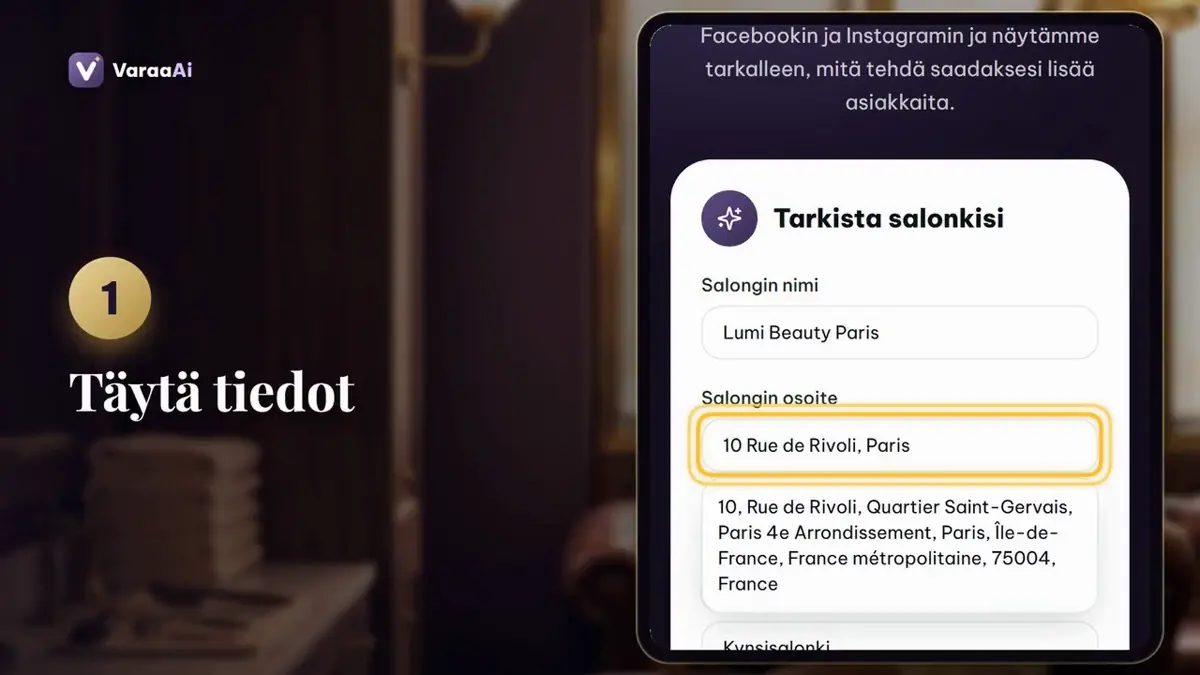 VaraaAi
1
Täytä tiedot
Facebookin ja Instagramin ja näytämme
tarkalleen, mitä tehdä saadaksesi lisää
asiakkaita.
Tarkista salonkisi
Salongin nimi
Lumi Beauty Paris
Salongin osoite
10 Rue de Rivoli, Paris
10, Rue de Rivoli, Quartier Saint-Gervais,
Paris 4e Arrondissement, Paris, Île-de-
France, France métropolitaine, 75004,
France
Kynsisalonki